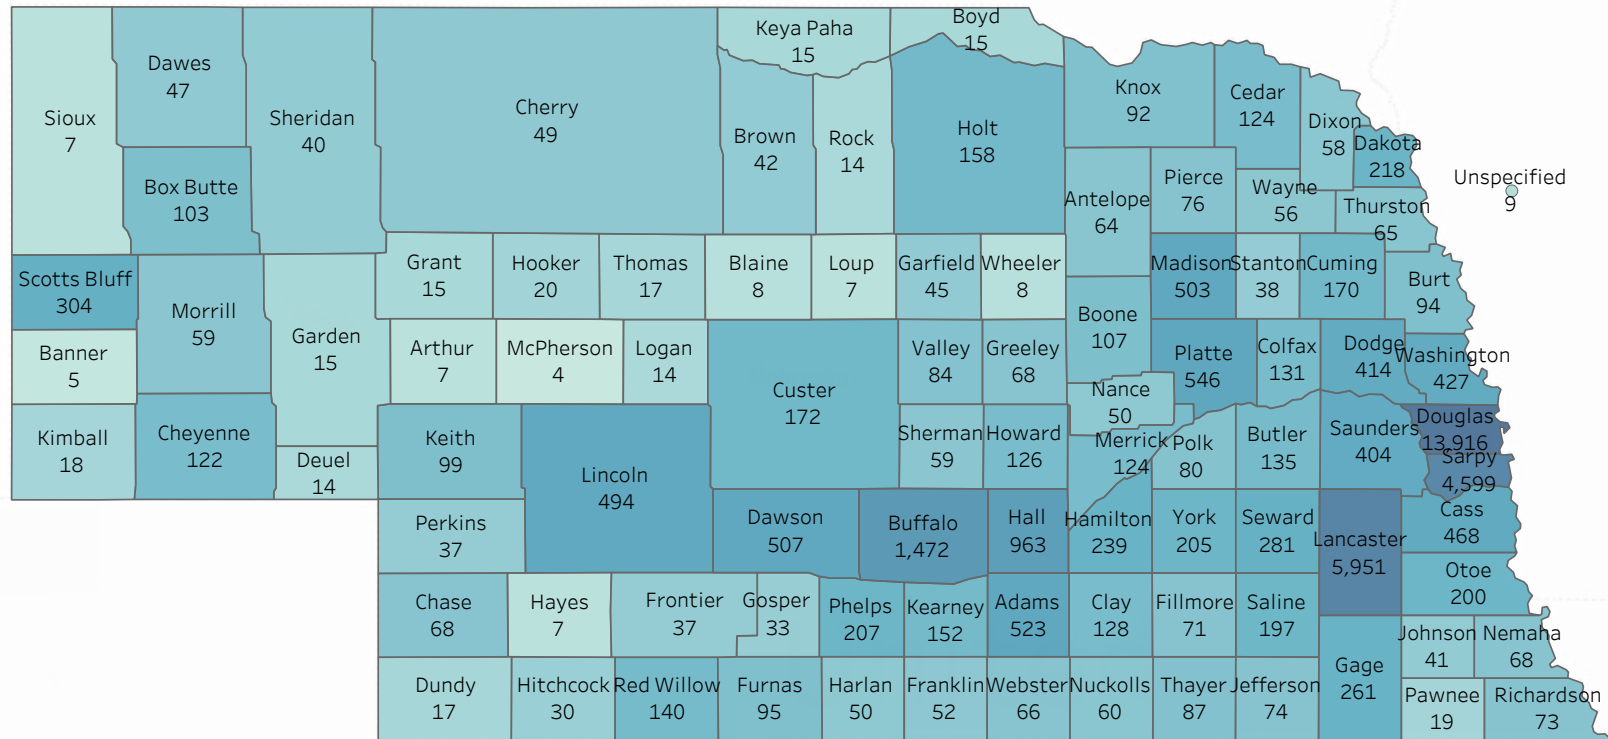 Sioux
7
Dawes
47
Sheridan
40
Cherry
49
Keya Paha
15
Boyd
15
Brown
42
Rock
14
Holt
158
Knox
92
Cedar
124
Dixon
58
Dakota
218
Unspecified
9
Box Butte
103
Antelope
64
Pierce
76
Wayne
56
Thurston
65
Scotts Bluff
304
Morrill
59
Garden
15
Grant
15
Hooker
20
Thomas
17
Blaine
8
Loup
7
Garfield
45
Wheeler
8
Boone
107
Madison
503
Stanton
38
Cuming
170
Burt
94
Banner
5
Arthur
7
McPherson
4
Logan
14
Custer
172
Valley
84
Greeley
68
Nance
50
Platte
546
Colfax
131
Dodge
414
Washington
427
Kimball
18
Cheyenne
122
Deuel
14
Keith
99
Lincoln
494
Sherman
59
Howard
126
Merrick
124
Polk
80
Butler
135
Saunders
404
Douglas
13,916
Sarpy
4,599
Perkins
37
Dawson
507
Buffalo
1,472
Hall
963
Hamilton
239
York
205
Seward
281
Lancaster
5,951
Cass
468
Otoe
200
Chase
68
Hayes
7
Frontier
37
Gosper
33
Phelps
207
Kearney
152
Adams
523
Clay
128
Fillmore
71
Saline
197
Gage
261
Johnson
41
Nemaha
68
Dundy
17
Hitchcock
30
Red Willow
140
Furnas
95
Harlan
50
Franklin
52
Webster
66
Nuckolls
60
Thayer
87
Jefferson
74
Pawnee
19
Richardson
73